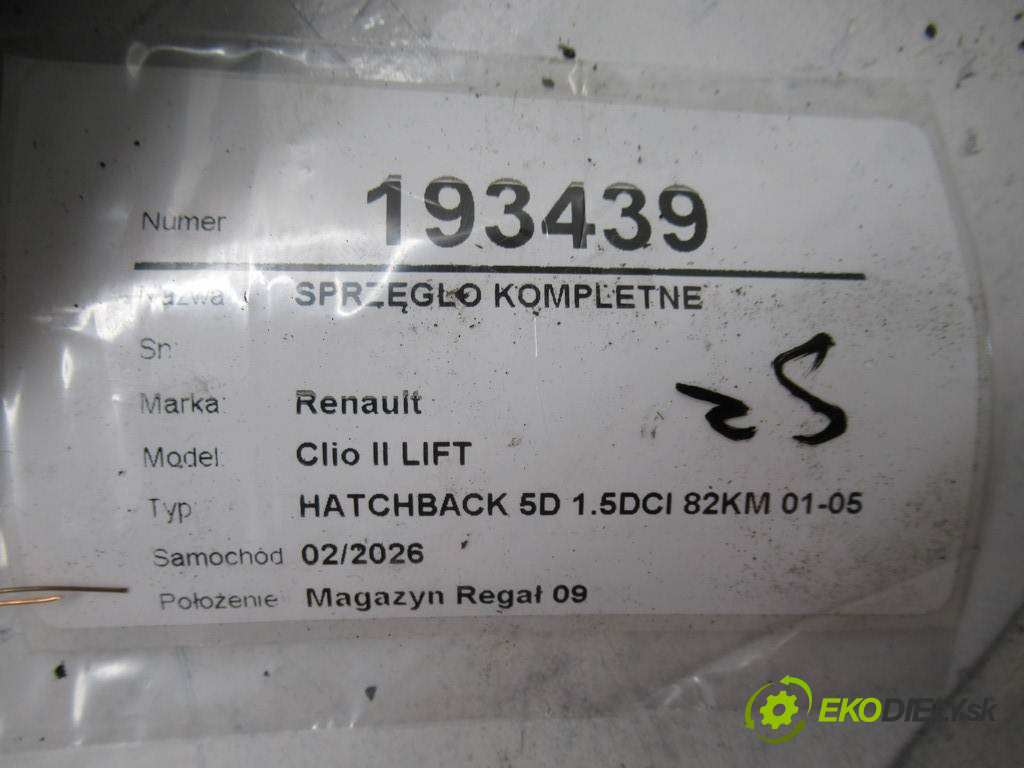 Numer 193439
Nazwa SPRZĘGŁO KOMPLETNE
Sn
Marka: Renault
Model: Clio II LIFT
Typ: HATCHBACK 5D 1.5DCI 82KM 01-05
Samochód 02/2026
Położenie Magazyn Regał 09
EKODIELY.sk